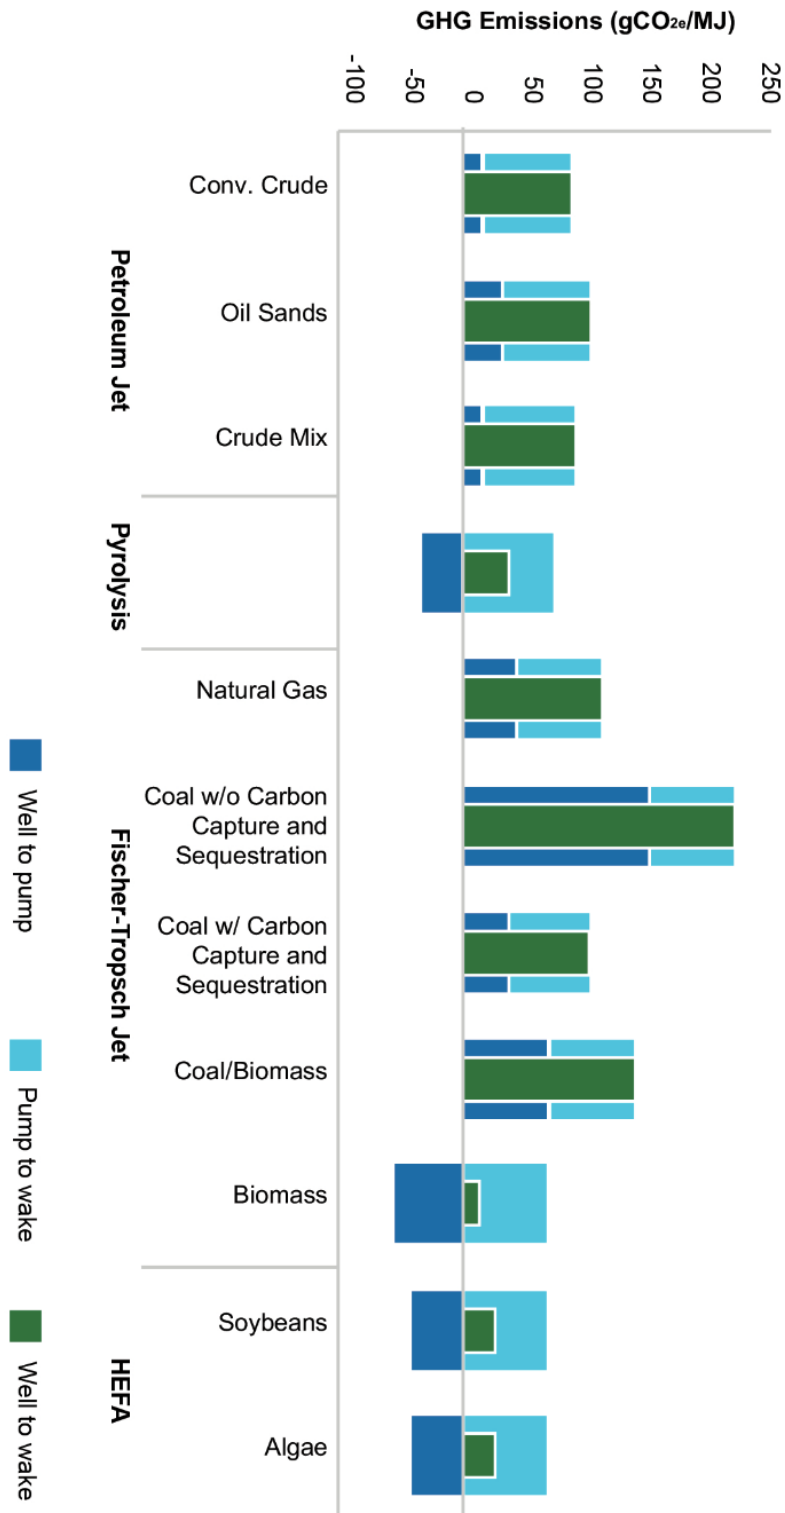 GHG Emissions (gCO2e/MJ)
-100
-50
0
50
100
150
200
250
Conv. Crude
Oil Sands
Crude Mix
Petroleum Jet
Pyrolysis
Natural Gas
Coal w/o Carbon
Capture and
Sequestration
Coal w/ Carbon
Capture and
Sequestration
Coal/Biomass
Biomass
Fischer-Tropsch Jet
Soybeans
Algae
HEFA
Well to pump
Pump to wake
Well to wake